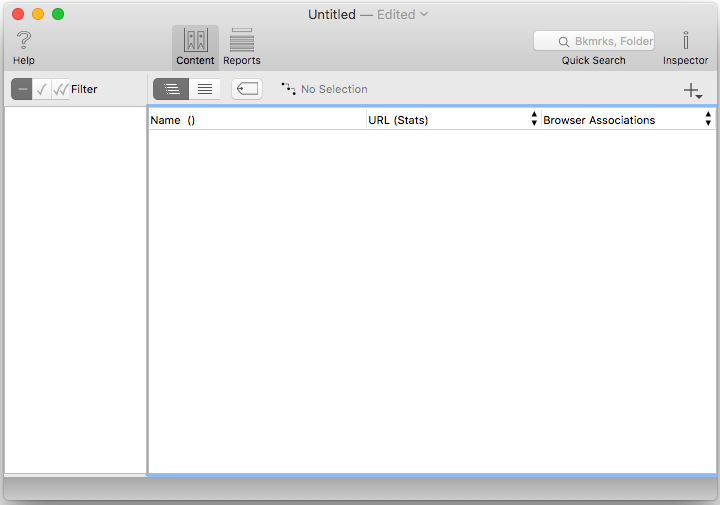 Untitled — Edited
Help
Content
Reports
Bkmrks, Folder
Quick Search
Inspector
Filter
No Selection
Name ()
URL (Stats)
Browser Associations